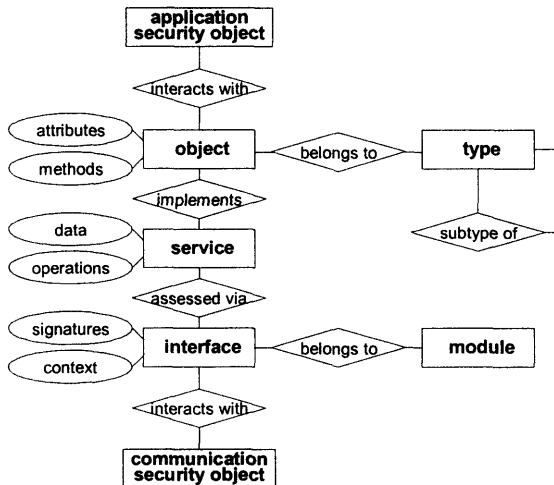 application
security object
interacts with
attributes
object
belongs to
type
methods
implements
data
service
subtype of
operations
assessed via
signatures
interface
belongs to
module
context
interacts with
communication
security object